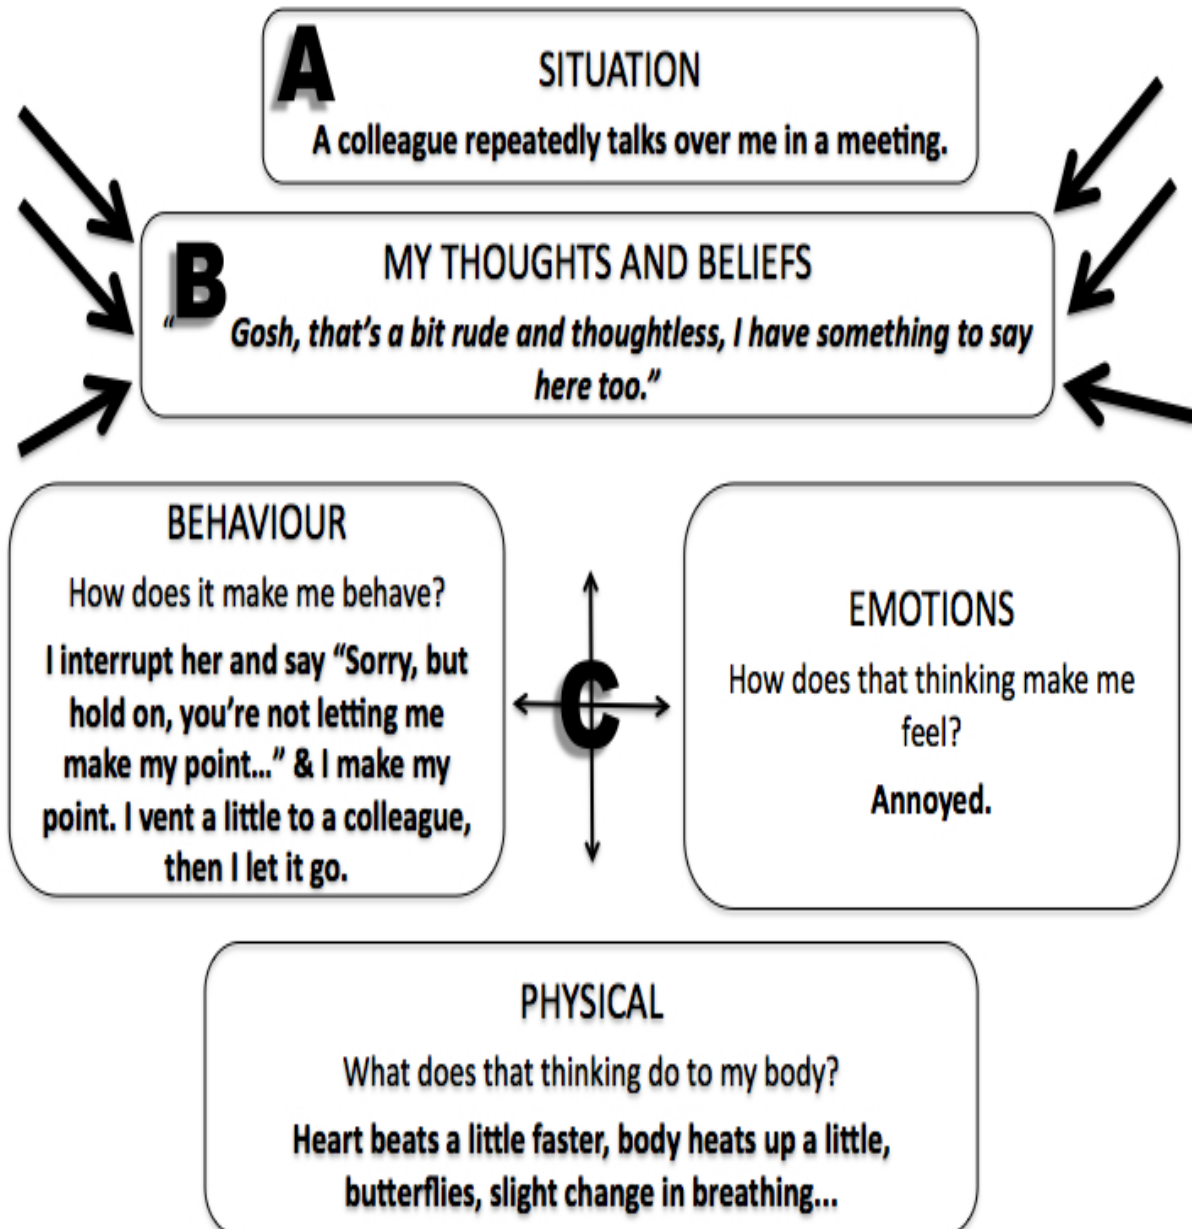 A
SITUATION
A colleague repeatedly talks over me in a meeting.
B
MY THOUGHTS AND BELIEFS
“ Gosh, that’s a bit rude and thoughtless, I have something to say
here too.”
BEHAVIOUR
How does it make me behave?
I interrupt her and say “Sorry, but
hold on, you’re not letting me
make my point...” & I make my
point. I vent a little to a colleague,
then I let it go.
C
EMOTIONS
How does that thinking make me
feel?
Annoyed.
PHYSICAL
What does that thinking do to my body?
Heart beats a little faster, body heats up a little,
butterflies, slight change in breathing...